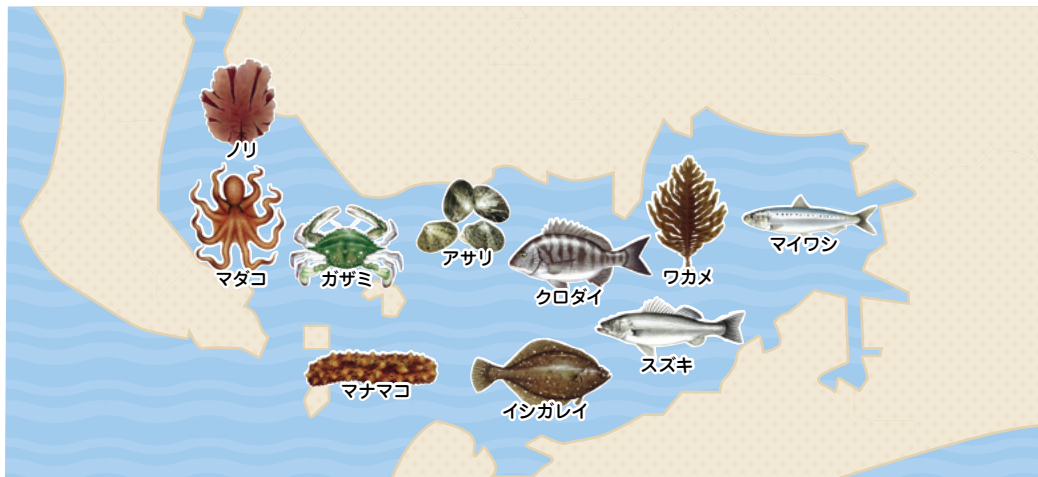 ノリ
マダコ
ガザミ
アサリ
クロダイ
ワカメ
マイワシ
スズキ
マナマコ
イシガレイ